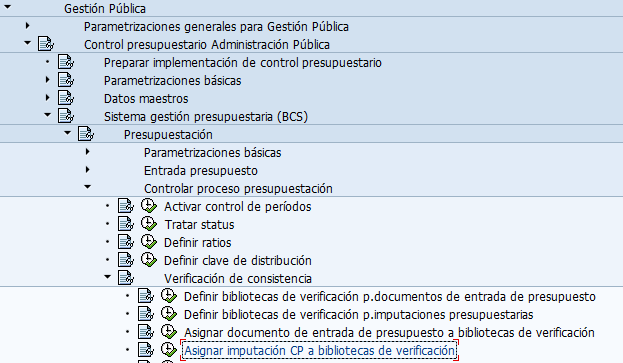 Gestión Pública
Parametrizaciones generales para Gestión Pública
Control presupuestario Administración Pública
Preparar implementación de control presupuestario
Parametrizaciones básicas
Datos maestros
Sistema gestión presupuestaria (BCS)
Presupuestación
Parametrizaciones básicas
Entrada presupuesto
Controlar proceso presupuestación
Activar control de períodos
Tratar status
Definir ratios
Definir clave de distribución
Verificación de consistencia
Definir bibliotecas de verificación p.documentos de entrada de presupuesto
Definir bibliotecas de verificación p.imputaciones presupuestarias
Asignar documento de entrada de presupuesto a bibliotecas de verificación
Asignar imputación CP a bibliotecas de verificación